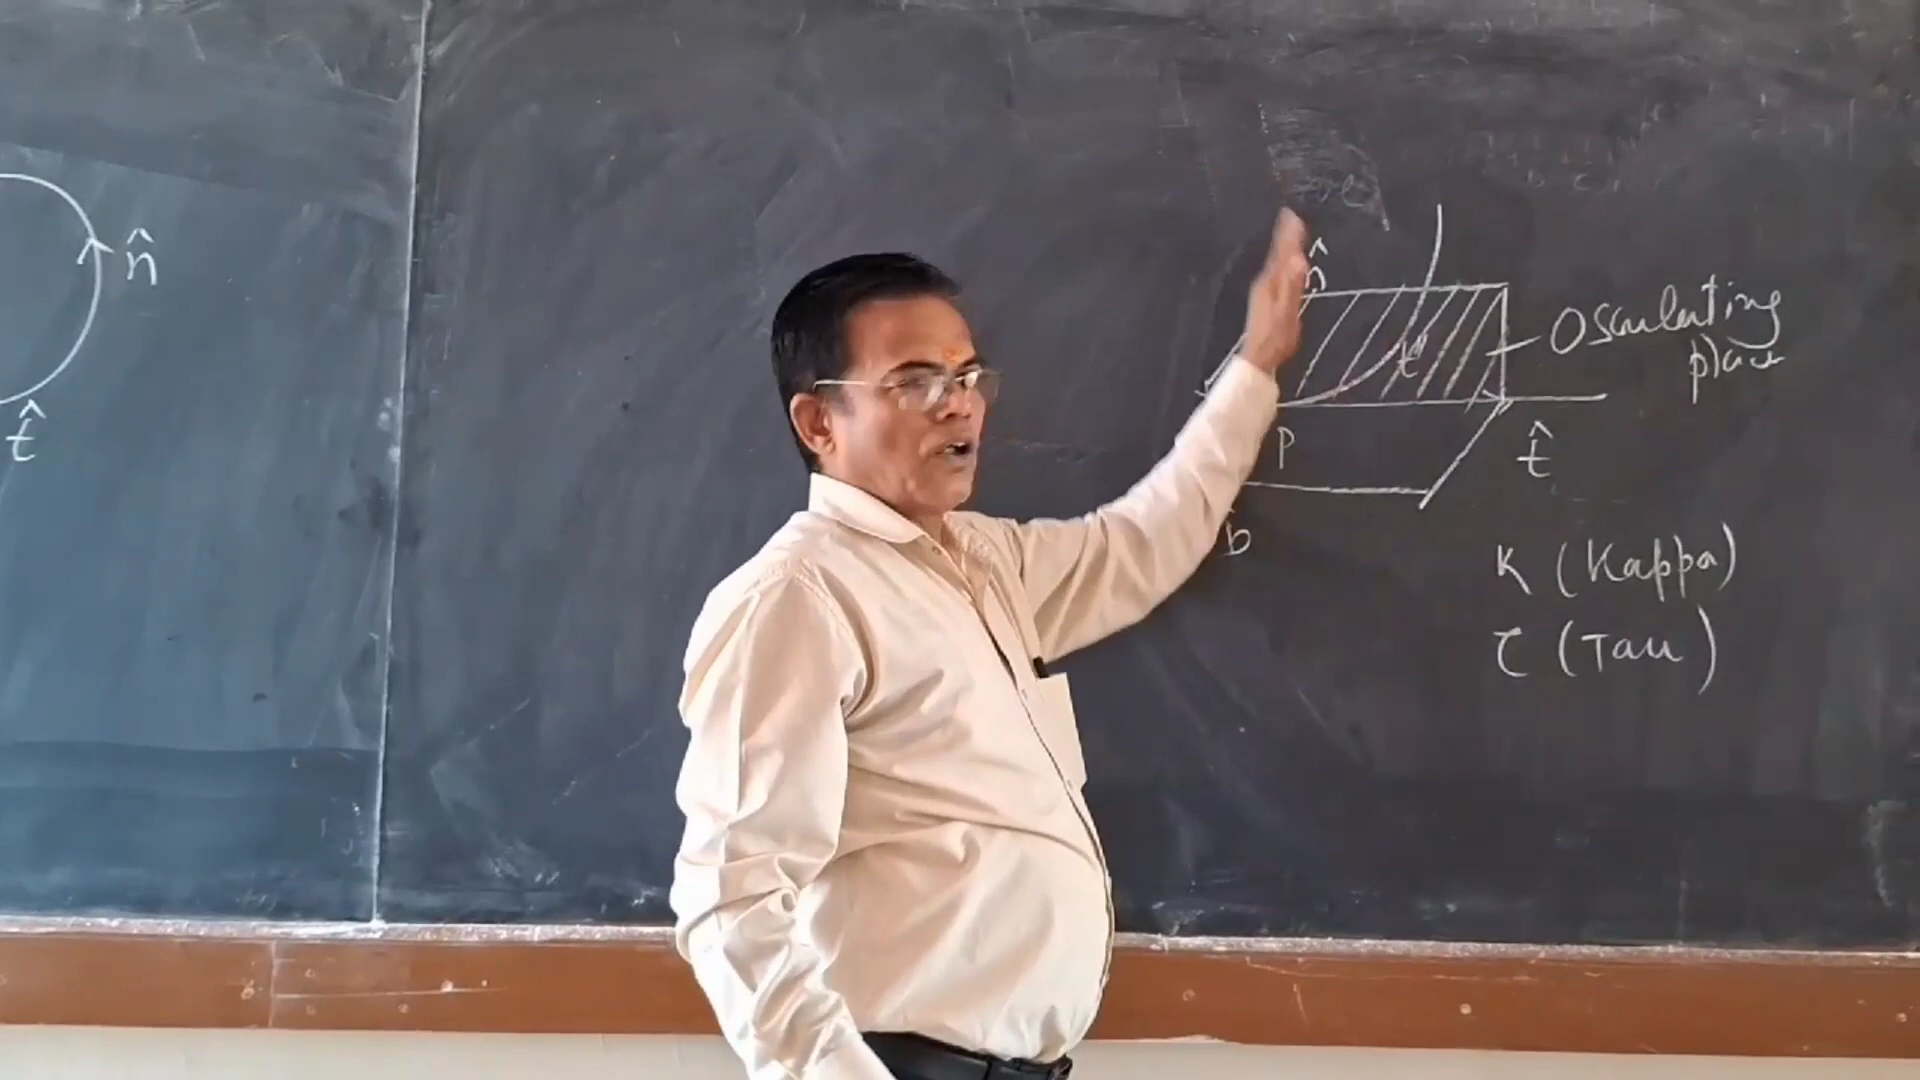 n̂
t̂
n̂
Osculating
plane
t
P
t̂
b
K (Kappa)
τ (Tau)